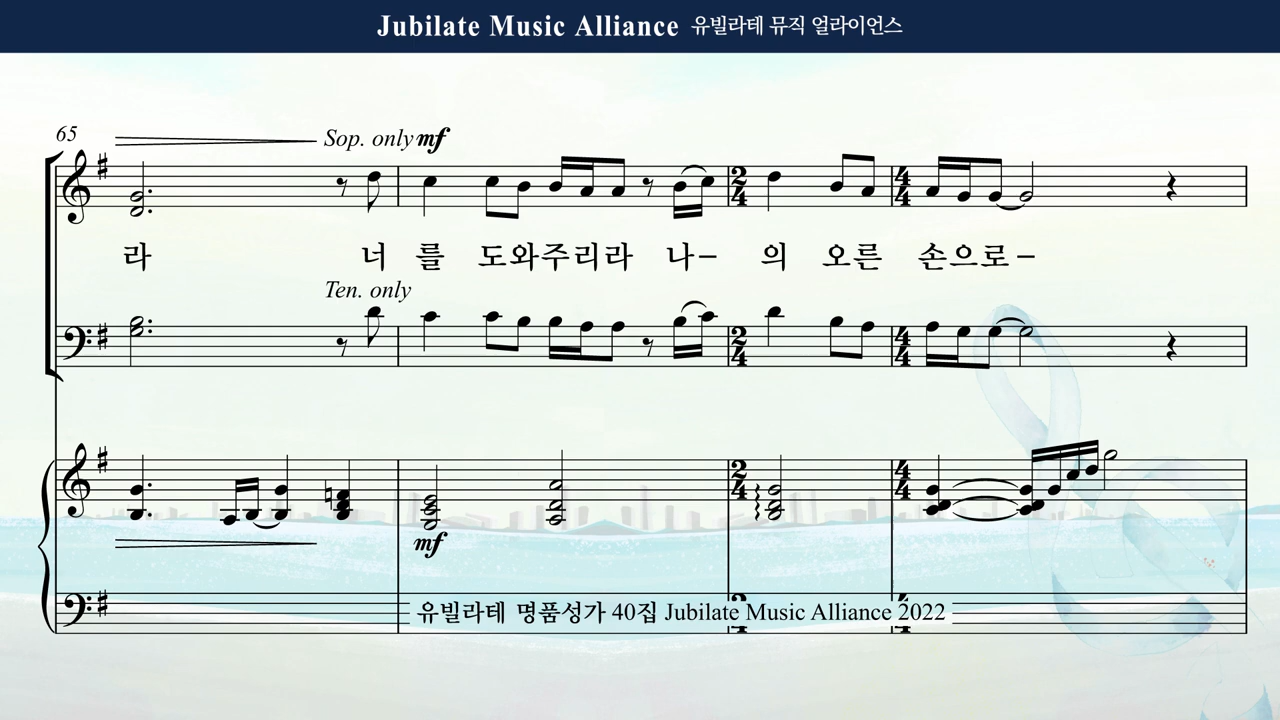 Jubilate Music Alliance 유빌라테 뮤직 얼라이언스
65
Sop. only mf
라 너 를 도와주리라 나– 의 오른 손으로–
Ten. only
mf
유빌라테 명품성가 40집 Jubilate Music Alliance 2022